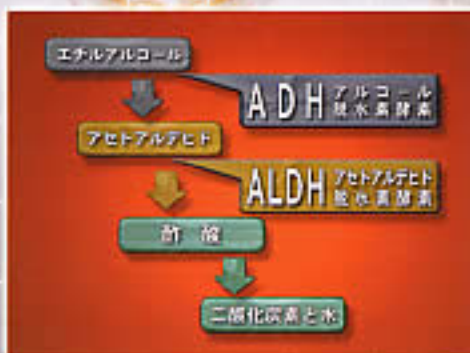 エチルアルコール
ADH アルコール
脱水素酵素
アセトアルデヒド
ALDH アセトアルデヒド
脱水素酵素
酢酸
二酸化炭素と水